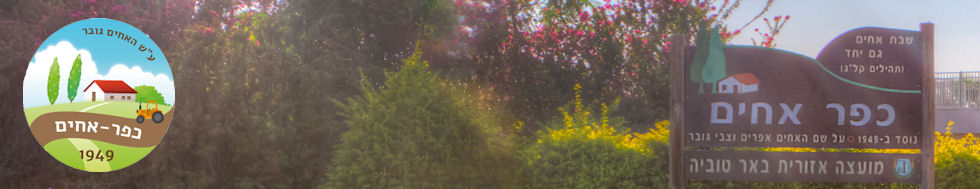 ע״ש האחים גובר
כפר-אחים
1949
שבת אחים
גם יחד
(תהילים קל״ג)
כפר אחים
נוסד ב-1949 על שם האחים אפרים וצבי גובר
מועצה אזורית באר טוביה